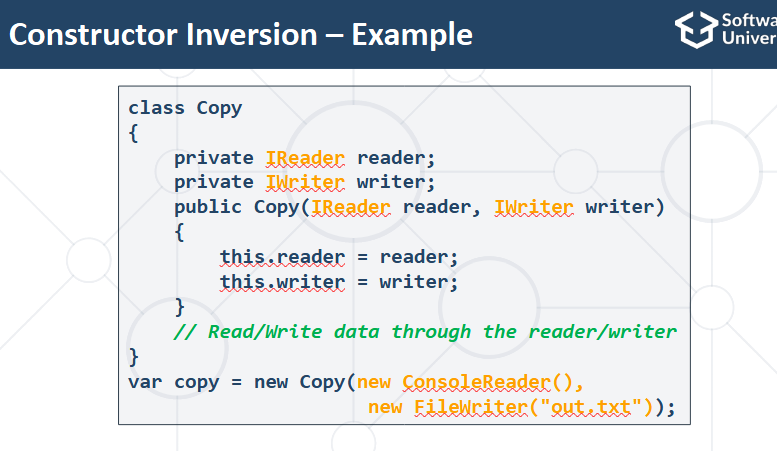 Constructor Inversion – Example
Softwa
Univer
class Copy
{
private IReader reader;
private IWriter writer;
public Copy(IReader reader, IWriter writer)
{
this.reader = reader;
this.writer = writer;
}
// Read/Write data through the reader/writer
}
var copy = new Copy(new ConsoleReader(),
new FileWriter("out.txt"));